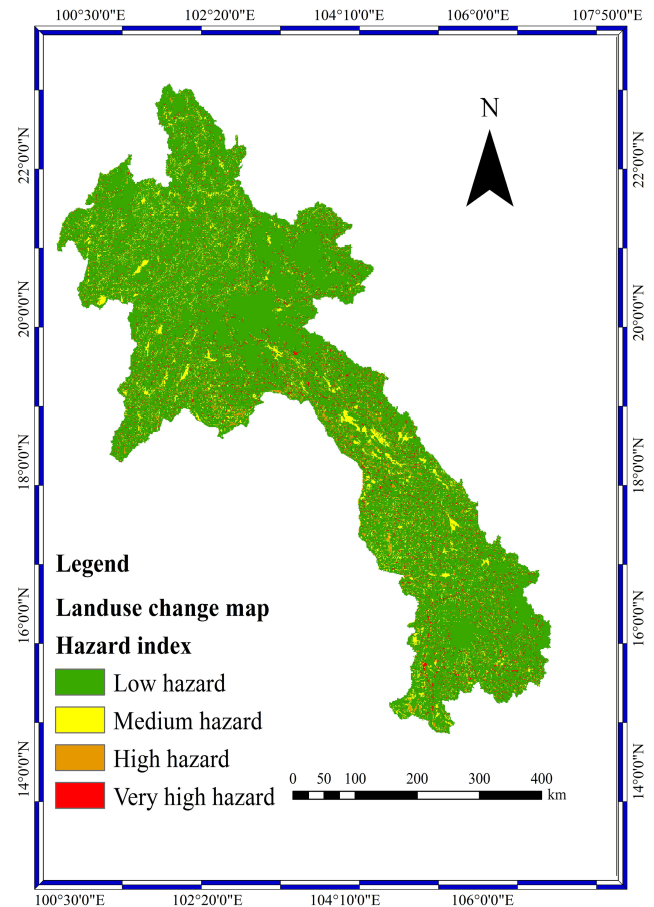 100°30'0"E 102°20'0"E 104°10'0"E 106°0'0"E 107°50'0"E
N
22°0'0"N 22°0'0"N
20°0'0"N 20°0'0"N
18°0'0"N 18°0'0"N
16°0'0"N 16°0'0"N
14°0'0"N 14°0'0"N
Legend
Landuse change map
Hazard index
Low hazard
Medium hazard
High hazard
Very high hazard
0 50 100 200 300 400
km
100°30'0"E 102°20'0"E 104°10'0"E 106°0'0"E